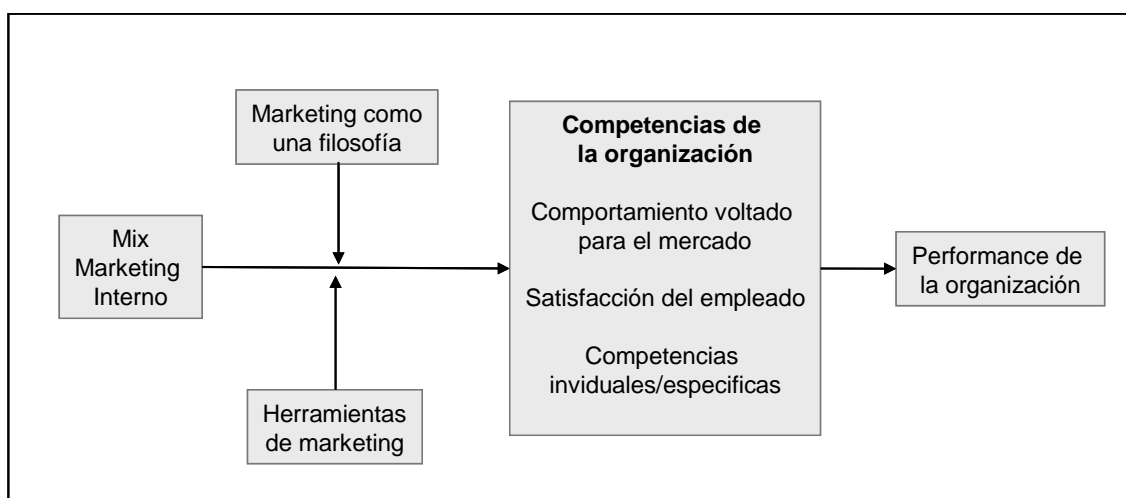 Marketing como
una filosofía
Mix
Marketing
Interno
Herramientas
de marketing
Competencias de
la organización
Comportamiento voltado
para el mercado
Satisfacción del empleado
Competencias
inviduales/especificas
Performance de
la organización